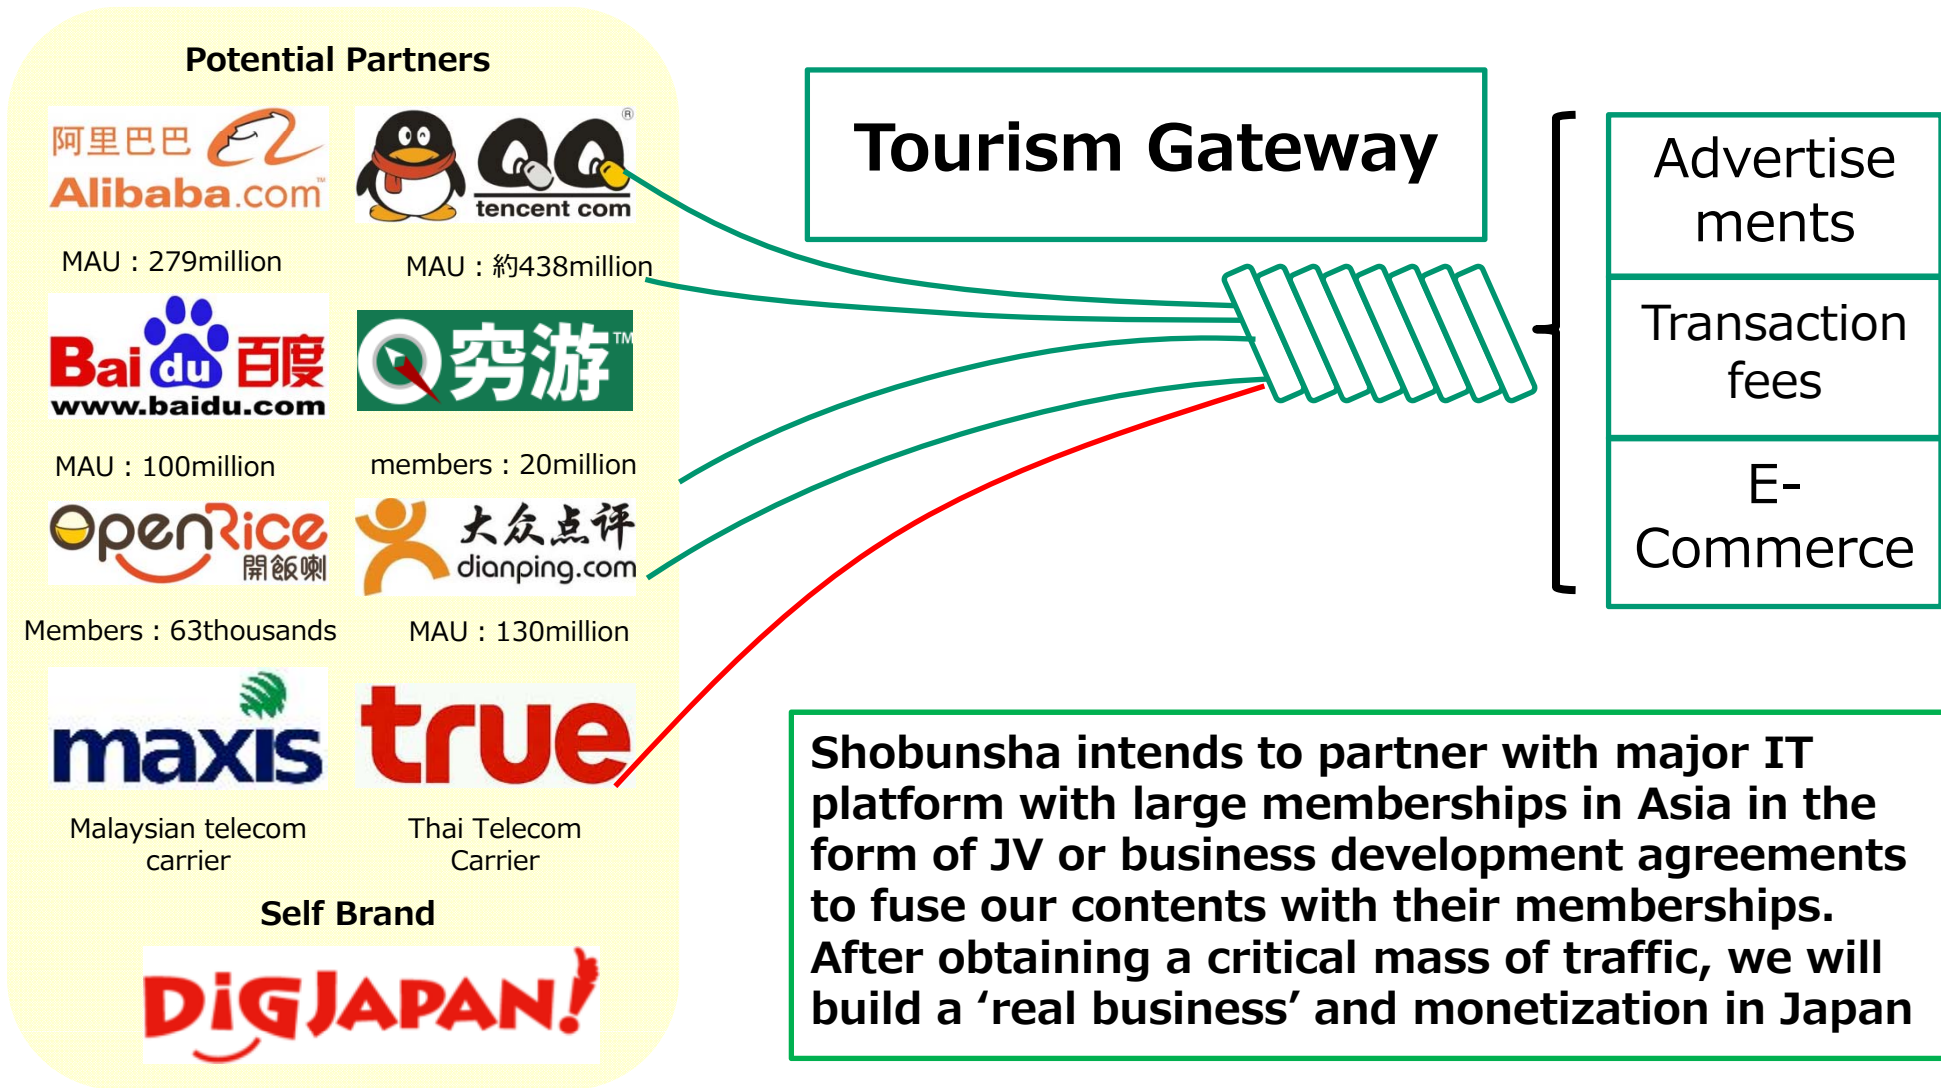 Potential Partners
阿里巴巴
Alibaba.com™
®
QQ
tencent com
MAU：279million
MAU：約438million
Bai du 百度
www.baidu.com
穷游™
MAU：100million
members：20million
OpenRice
開飯喇
大众点评
dianping.com
Members：63thousands
MAU：130million
maxis
true
Malaysian telecom
carrier
Thai Telecom
Carrier
Self Brand
DiGJAPAN!
Tourism Gateway
Advertise
ments
Transaction
fees
E-
Commerce
Shobunsha intends to partner with major IT
platform with large memberships in Asia in the
form of JV or business development agreements
to fuse our contents with their memberships.
After obtaining a critical mass of traffic, we will
build a ‘real business’ and monetization in Japan